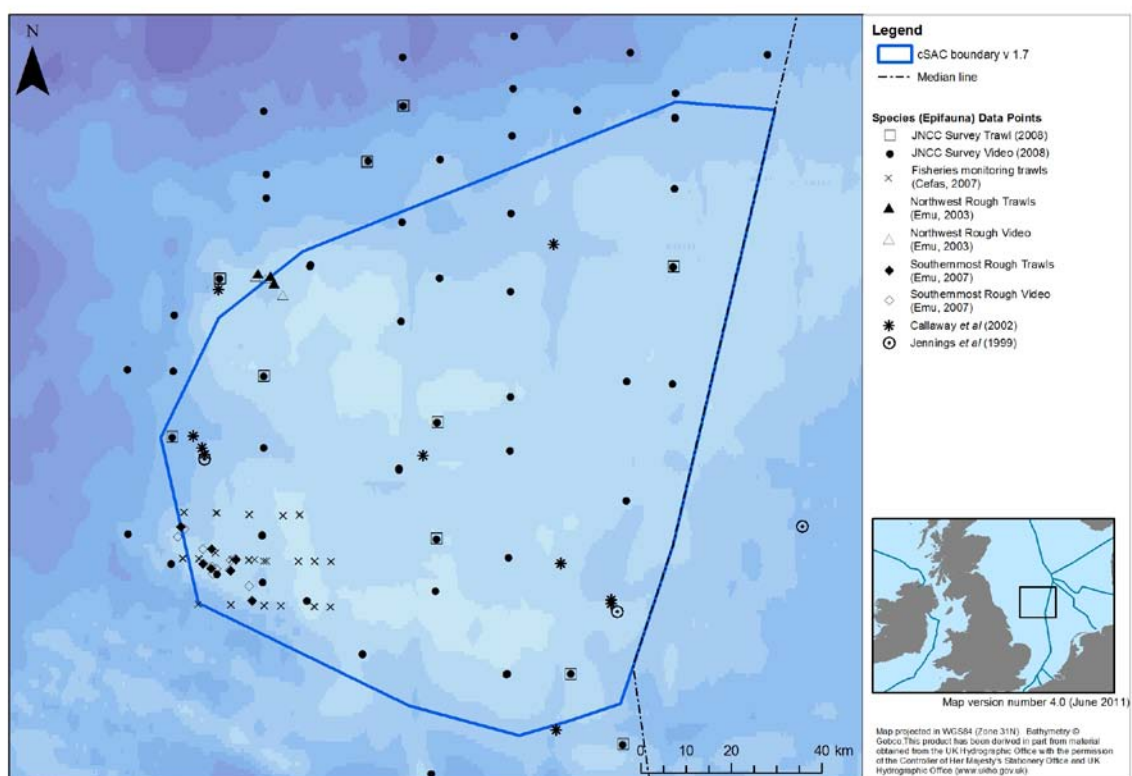 N
0 10 20 40 km
Legend
cSAC boundary v 1.7
Median line
Species (Epifauna) Data Points
JNCC Survey Trawl (2008)
JNCC Survey Video (2008)
Fisheries monitoring trawls
(Cefas, 2007)
Northwest Rough Trawls
(Emu, 2003)
Northwest Rough Video
(Emu, 2003)
Southernmost Rough Trawls
(Emu, 2007)
Southernmost Rough Video
(Emu, 2007)
Callaway et al (2002)
Jennings et al (1999)
Map version number 4.0 (June 2011)
Map projected in WGS84 (Zone 31N). Bathymetry ©
Gebco.This product has been derived in part from material
obtained from the UK Hydrographic Office with the permission
of the Controller of Her Majesty's Stationery Office and UK
Hydrographic Office (www.ukho.gov.uk)